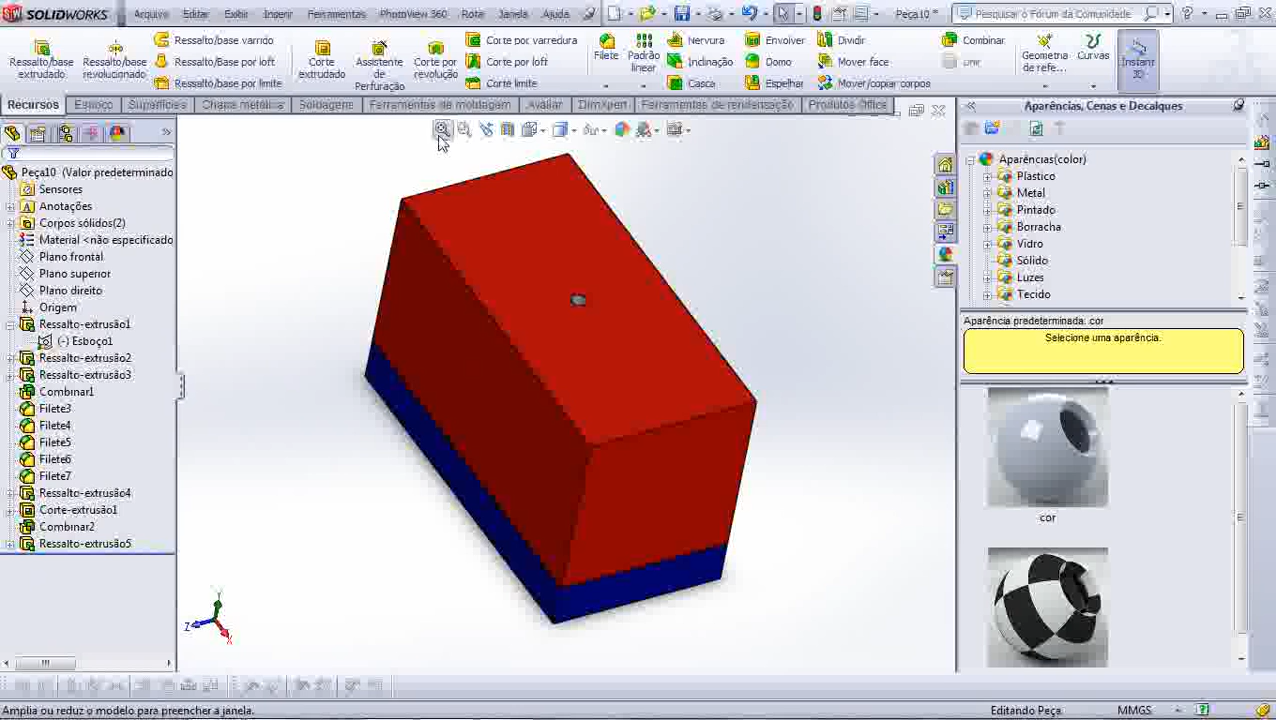 SOLIDWORKS Arquivo Editar Exibir Inserir Ferramentas PhotoView 360 Rota Janela Ajuda Peça10 * Pesquisar o Fórum da Comunidade
Ressalto/base extrudado
Ressalto/base revolucionado
Ressalto/base varrido
Ressalto/base por loft
Ressalto/base por limite
Corte extrudado
Assistente de Perfuração
Corte por revolução
Corte por varredura
Corte por loft
Corte limite
Filete
Padrão linear
Nervura
Inclinação
Casca
Envolver
Domo
Espelhar
Dividir
Mover face
Mover/copiar corpos
Combinar
Unir
Geometria de refe...
Curvas
Instant 3D
Recursos Esboço Superfícies Chapa metálica Soldagens Ferramentas de moldagem Avaliar DimXpert Ferramentas de renderização Produtos Office
Peça10 (Valor predeterminado
Sensores
Anotações
Corpos sólidos(2)
Material <não especificado
Plano frontal
Plano superior
Plano direito
Origem
Ressalto-extrusão1
(-) Esboço1
Ressalto-extrusão2
Ressalto-extrusão3
Combinar1
Filete3
Filete4
Filete5
Filete6
Filete7
Ressalto-extrusão4
Corte-extrusão1
Combinar2
Ressalto-extrusão5
Y
Z
X
Aparências, Cenas e Decalques
Aparências(color)
Plástico
Metal
Pintado
Borracha
Vidro
Sólido
Luzes
Tecido
Aparência predeterminada: cor
Selecione uma aparência.
cor
Amplia ou reduz o modelo para preencher a janela.
Editando Peça
MMGS